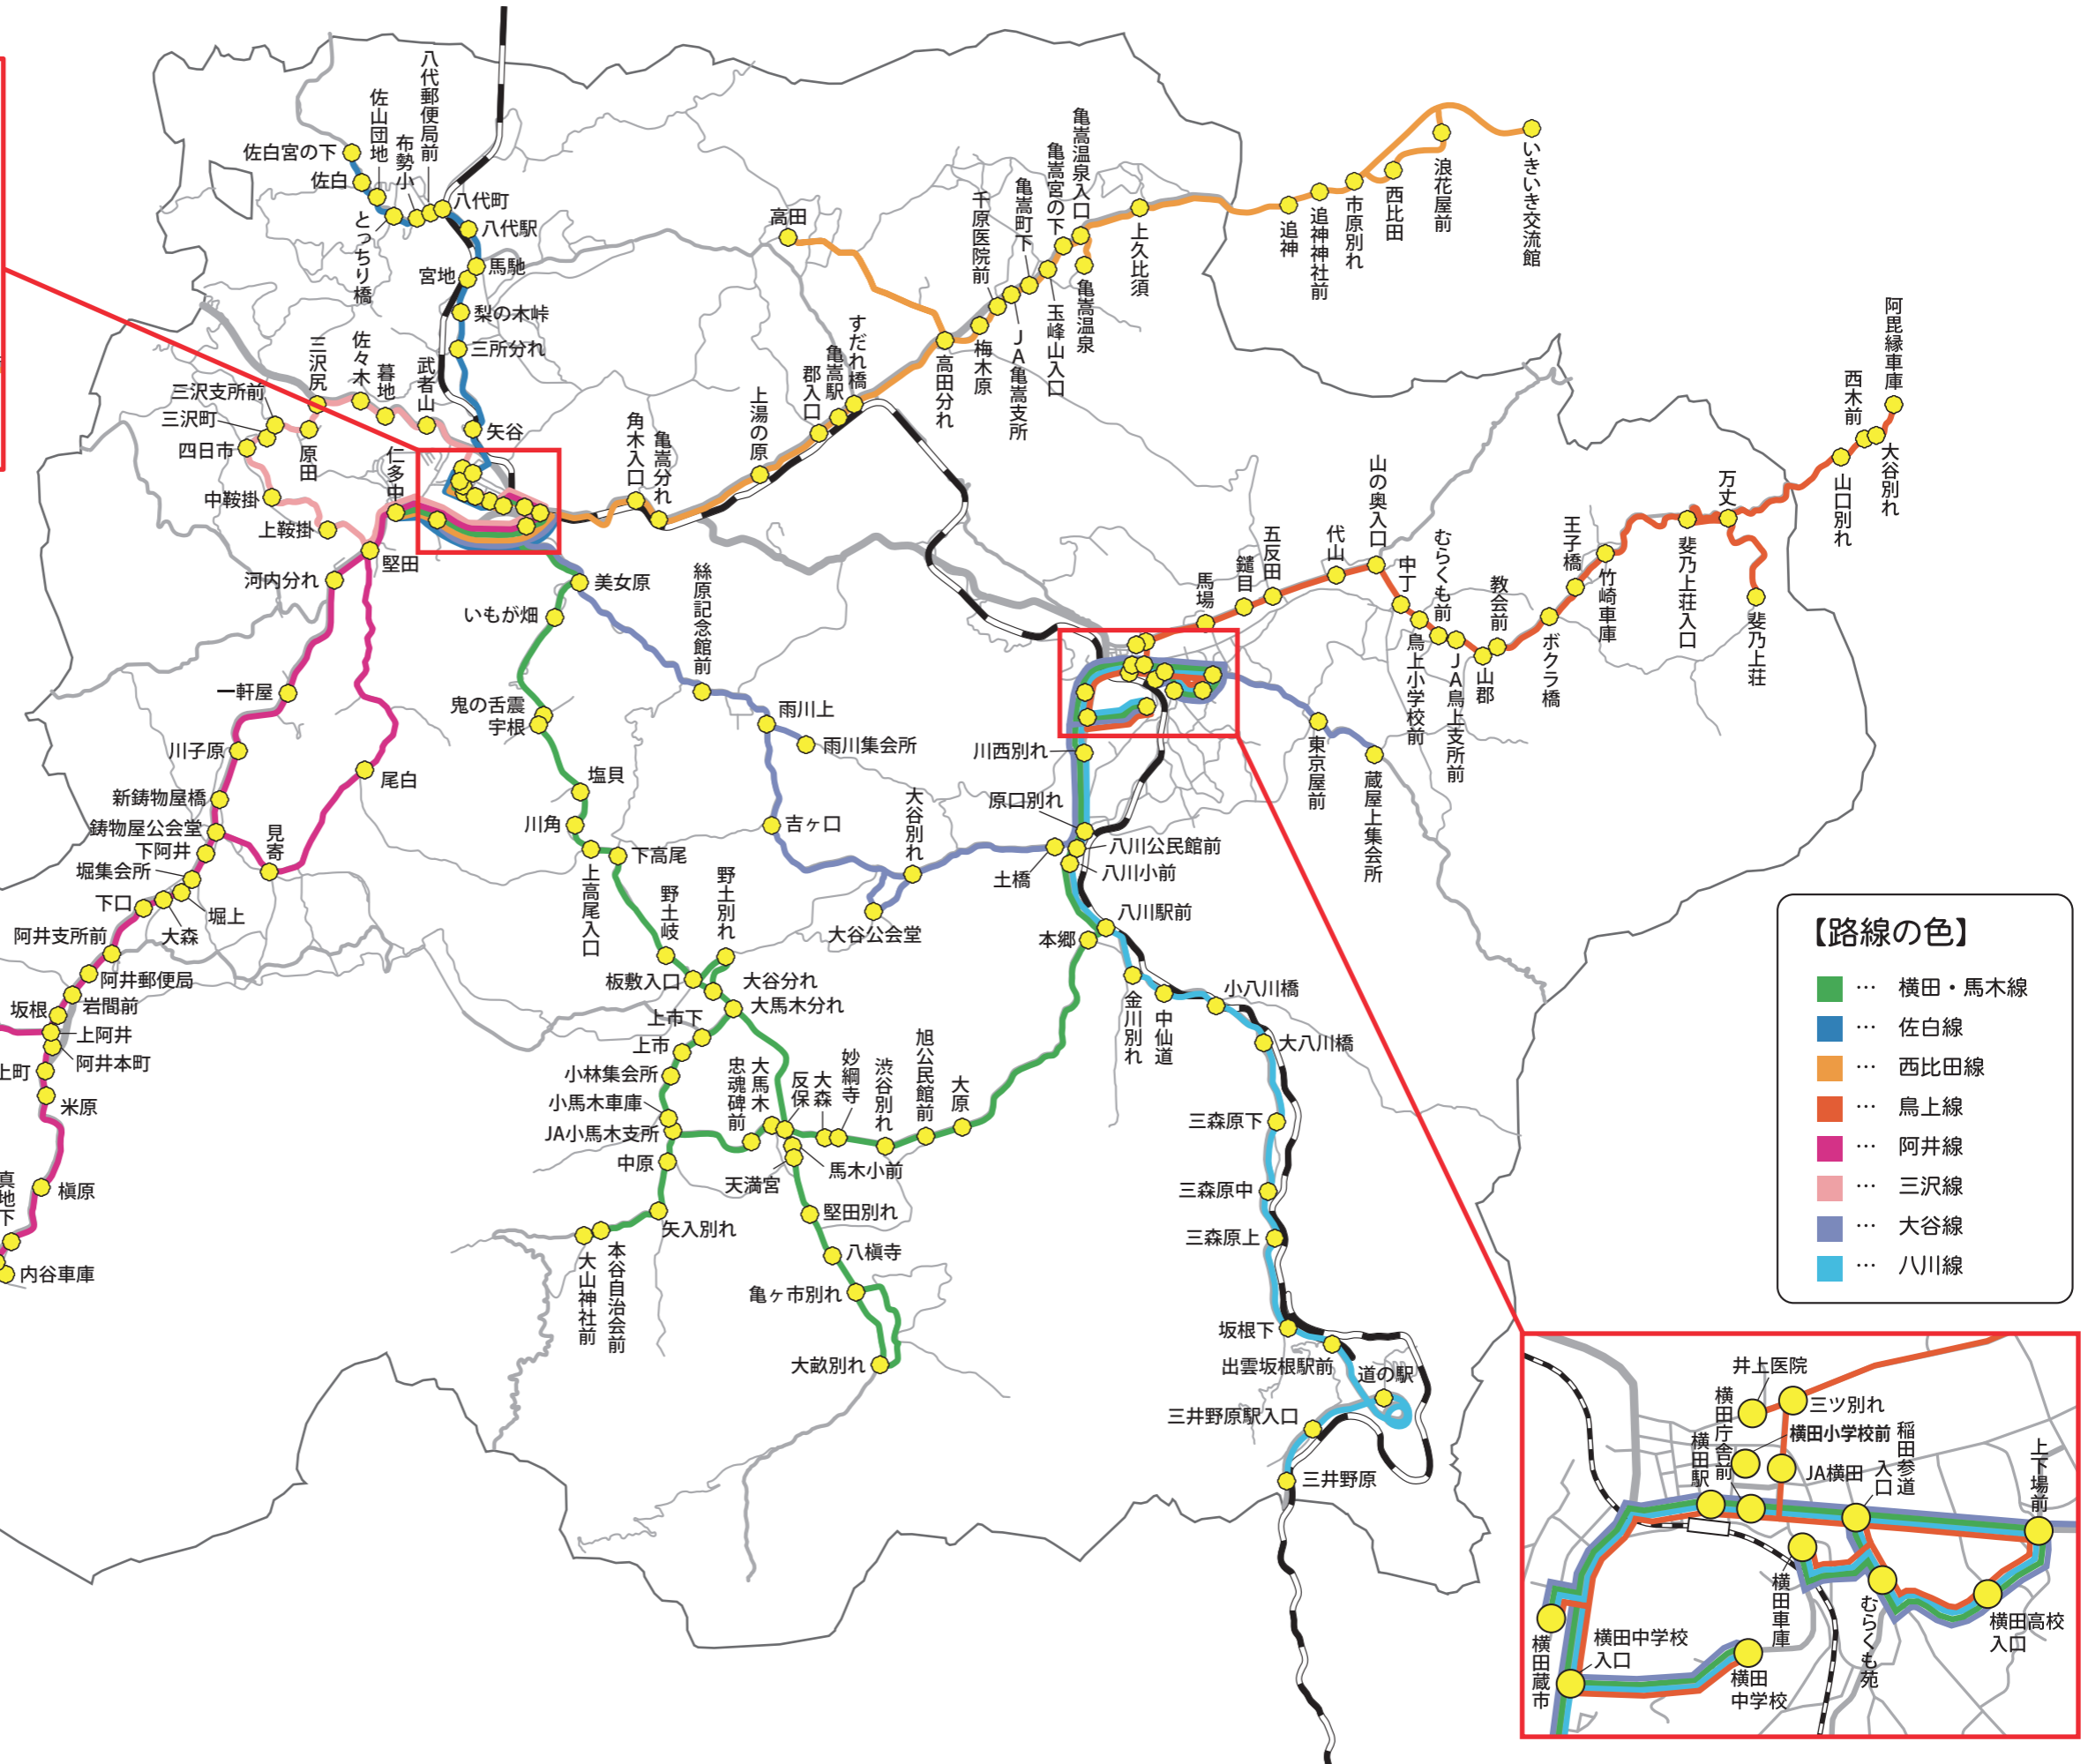 八代郵便局前
佐山団地
布勢小
佐白宮の下
佐白
とっちり橋
八代町
八代駅
馬馳
宮地
梨の木峠
三所分れ
矢谷
三沢尻
佐々木
暮地
武者山
三沢支所前
三沢町
四日市
原田
中鞍掛
上鞍掛
仁多中
堅田
河内分れ
一軒屋
川子原
新鋳物屋橋
鋳物屋公会堂
下阿井
堀集会所
下口
堀上
大森
見寄
尾白
阿井支所前
阿井郵便局
岩間前
坂根
上阿井
阿井本町
上町
米原
槇原
真地下
内谷車庫
高田
すだれ橋
亀嵩駅
郡入口
上湯の原
角木入口
亀嵩分れ
高田分れ
梅木原
千原医院前
JA亀嵩支所
亀嵩町下
玉峰山入口
亀嵩宮の下
亀嵩温泉入口
亀嵩温泉
上久比須
追神
追神神社前
市原別れ
西比田
浪花屋前
いきいき交流館
美女原
いもが畑
絲原記念館前
鬼の舌震
宇根
塩貝
川角
上高尾入口
下高尾
野土岐
野土別れ
板敷入口
大谷分れ
大馬木分れ
上市下
上市
小林集会所
小馬木車庫
JA小馬木支所
中原
矢入別れ
本谷自治会前
大山神社前
忠魂碑前
大馬木
反保
大森
妙綱寺
渋谷別れ
旭公民館前
大原
馬木小前
天満宮
堅田別れ
八槇寺
亀ヶ市別れ
大畝別れ
雨川上
雨川集会所
吉ヶ口
大谷別れ
大谷公会堂
土橋
川西別れ
原口別れ
八川公民館前
八川小前
八川駅前
本郷
金川別れ
中仙道
小八川橋
大八川橋
三森原下
三森原中
三森原上
坂根下
出雲坂根駅前
道の駅
三井野原駅入口
三井野原
馬場
鑓目
五反田
代山
山の奥入口
中丁
むらくも前
鳥上小学校前
JA鳥上支所前
山郡
教会前
ボクラ橋
王子橋
竹崎車庫
斐乃上荘入口
万丈
斐乃上荘
山口別れ
西木前
大谷別れ
阿毘縁車庫
東京屋前
蔵屋上集会所
【路線の色】
… 横田・馬木線
… 佐白線
… 西比田線
… 鳥上線
… 阿井線
… 三沢線
… 大谷線
… 八川線
井上医院
三ツ別れ
横田庁舎前
横田小学校前
横田駅
JA横田
稲田参道
入口
上下場前
横田車庫
むらくも苑
横田高校
入口
横田蔵市
横田中学校
入口
横田
中学校